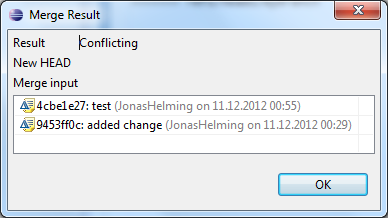 Merge Result
Result Conflicting
New HEAD
Merge input
4cbe1e27: test (JonasHelming on 11.12.2012 00:55)
9453ff0c: added change (JonasHelming on 11.12.2012 00:29)
OK